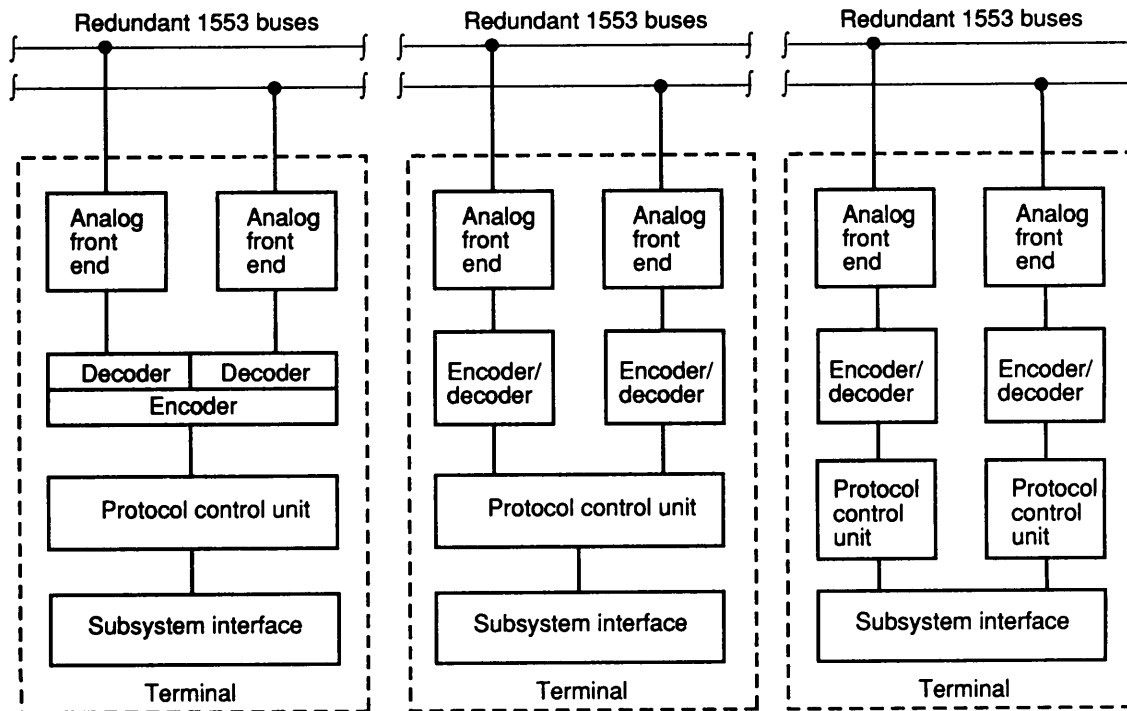 Redundant 1553 buses
Analog
front
end
Analog
front
end
Decoder
Decoder
Encoder
Protocol control unit
Subsystem interface
Terminal
Redundant 1553 buses
Analog
front
end
Analog
front
end
Encoder/
decoder
Encoder/
decoder
Protocol control unit
Subsystem interface
Terminal
Redundant 1553 buses
Analog
front
end
Analog
front
end
Encoder/
decoder
Encoder/
decoder
Protocol
control
unit
Protocol
control
unit
Subsystem interface
Terminal